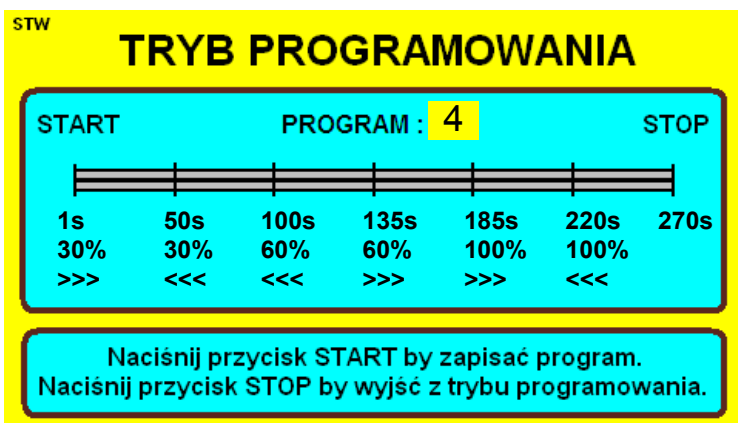 STW
TRYB PROGRAMOWANIA
START PROGRAM : 4 STOP
1s 50s 100s 135s 185s 220s 270s
30% 30% 60% 60% 100% 100%
>>> <<< <<< >>> >>> <<<
Naciśnij przycisk START by zapisać program.
Naciśnij przycisk STOP by wyjść z trybu programowania.